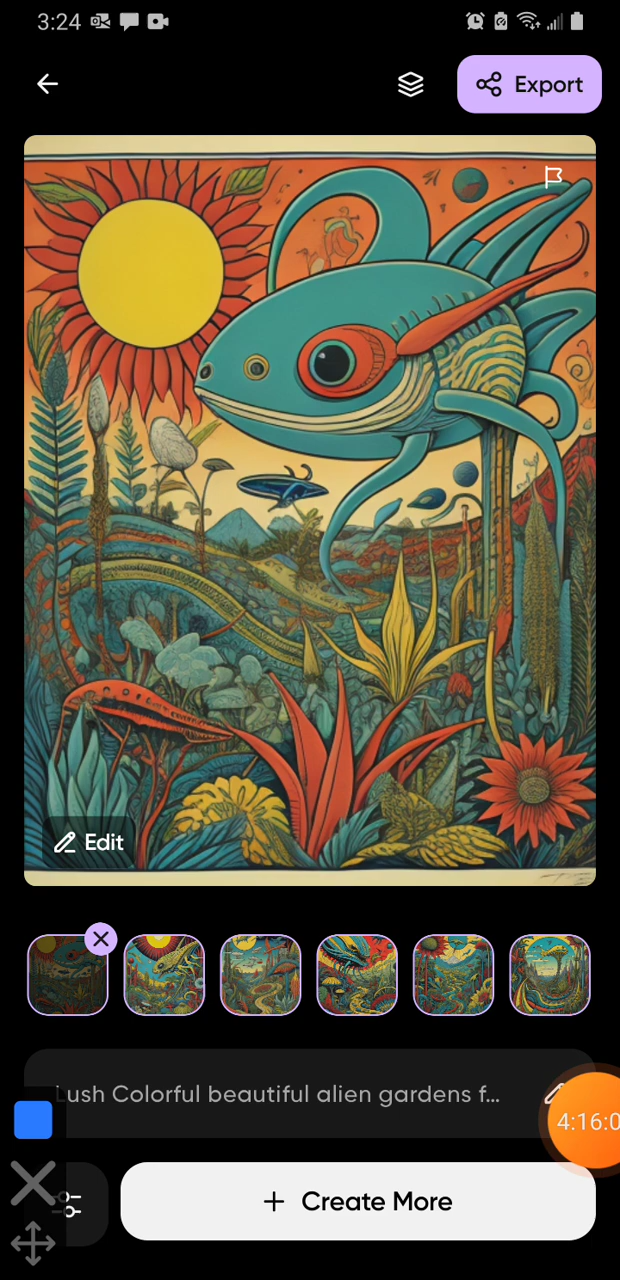 3:24
Export
Edit
Lush Colorful beautiful alien gardens f...
4:16:0
+ Create More